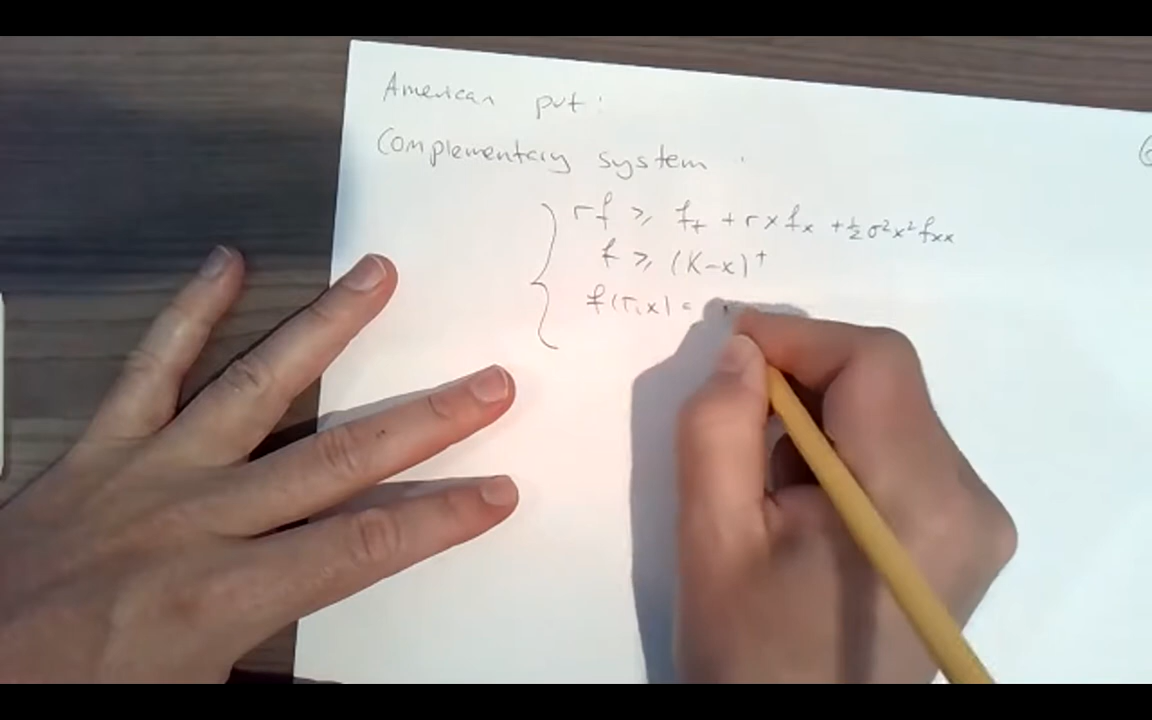 American put:
Complementary system:
rf ≥ f_t + rxf_x + ½σ²x²f_xx
f ≥ (K-x)⁺
f(T,x) =